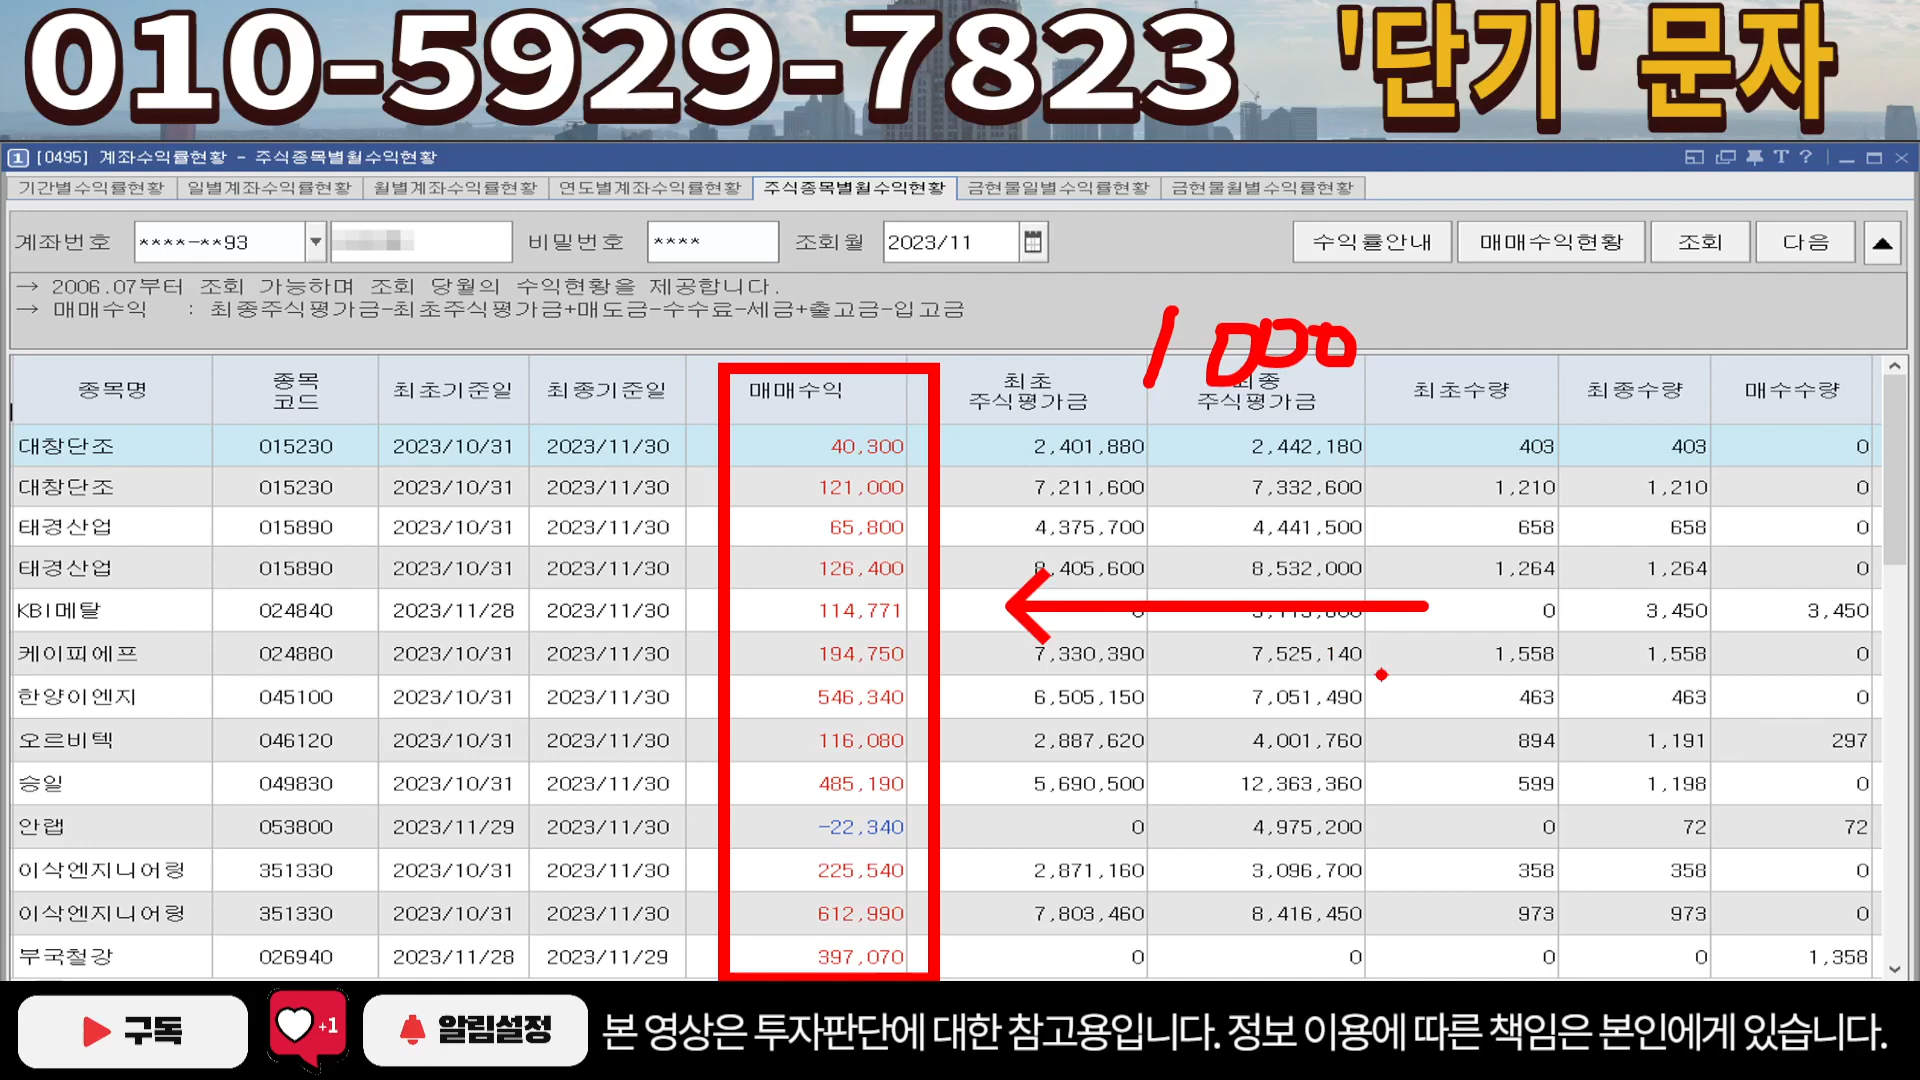 010-5929-7823 '단기' 문자
1 [0495] 계좌수익률현황 - 주식종목별월수익현황
기간별수익률현황 일별계좌수익률현황 월별계좌수익률현황 연도별계좌수익률현황 주식종목별월수익현황 금현물일별수익률현황 금현물월별수익률현황
계좌번호 ****-**93 비밀번호 **** 조회월 2023/11 수익률안내 매매수익현황 조회 다음
→ 2006.07부터 조회 가능하며 조회 당월의 수익현황을 제공합니다.
→ 매매수익 : 최종주식평가금-최초주식평가금+매도금-수수료-세금+출고금-입고금
1000
종목명 종목코드 최초기준일 최종기준일 매매수익 최초주식평가금 최종주식평가금 최초수량 최종수량 매수수량
대창단조 015230 2023/10/31 2023/11/30 40,300 2,401,880 2,442,180 403 403 0
대창단조 015230 2023/10/31 2023/11/30 121,000 7,211,600 7,332,600 1,210 1,210 0
태경산업 015890 2023/10/31 2023/11/30 65,800 4,375,700 4,441,500 658 658 0
태경산업 015890 2023/10/31 2023/11/30 126,400 8,405,600 8,532,000 1,264 1,264 0
KBI메탈 024840 2023/11/28 2023/11/30 114,771 0 0 3,450 3,450
케이피에프 024880 2023/10/31 2023/11/30 194,750 7,330,390 7,525,140 1,558 1,558 0
한양이엔지 045100 2023/10/31 2023/11/30 546,340 6,505,150 7,051,490 463 463 0
오르비텍 046120 2023/10/31 2023/11/30 116,080 2,887,620 4,001,760 894 1,191 297
승일 049830 2023/10/31 2023/11/30 485,190 5,690,500 12,363,360 599 1,198 0
안랩 053800 2023/11/29 2023/11/30 -22,340 0 4,975,200 0 72 72
이삭엔지니어링 351330 2023/10/31 2023/11/30 225,540 2,871,160 3,096,700 358 358 0
이삭엔지니어링 351330 2023/10/31 2023/11/30 612,990 7,803,460 8,416,450 973 973 0
부국철강 026940 2023/11/28 2023/11/29 397,070 0 0 0 0 1,358
구독 +1 알림설정 본 영상은 투자판단에 대한 참고용입니다. 정보 이용에 따른 책임은 본인에게 있습니다.